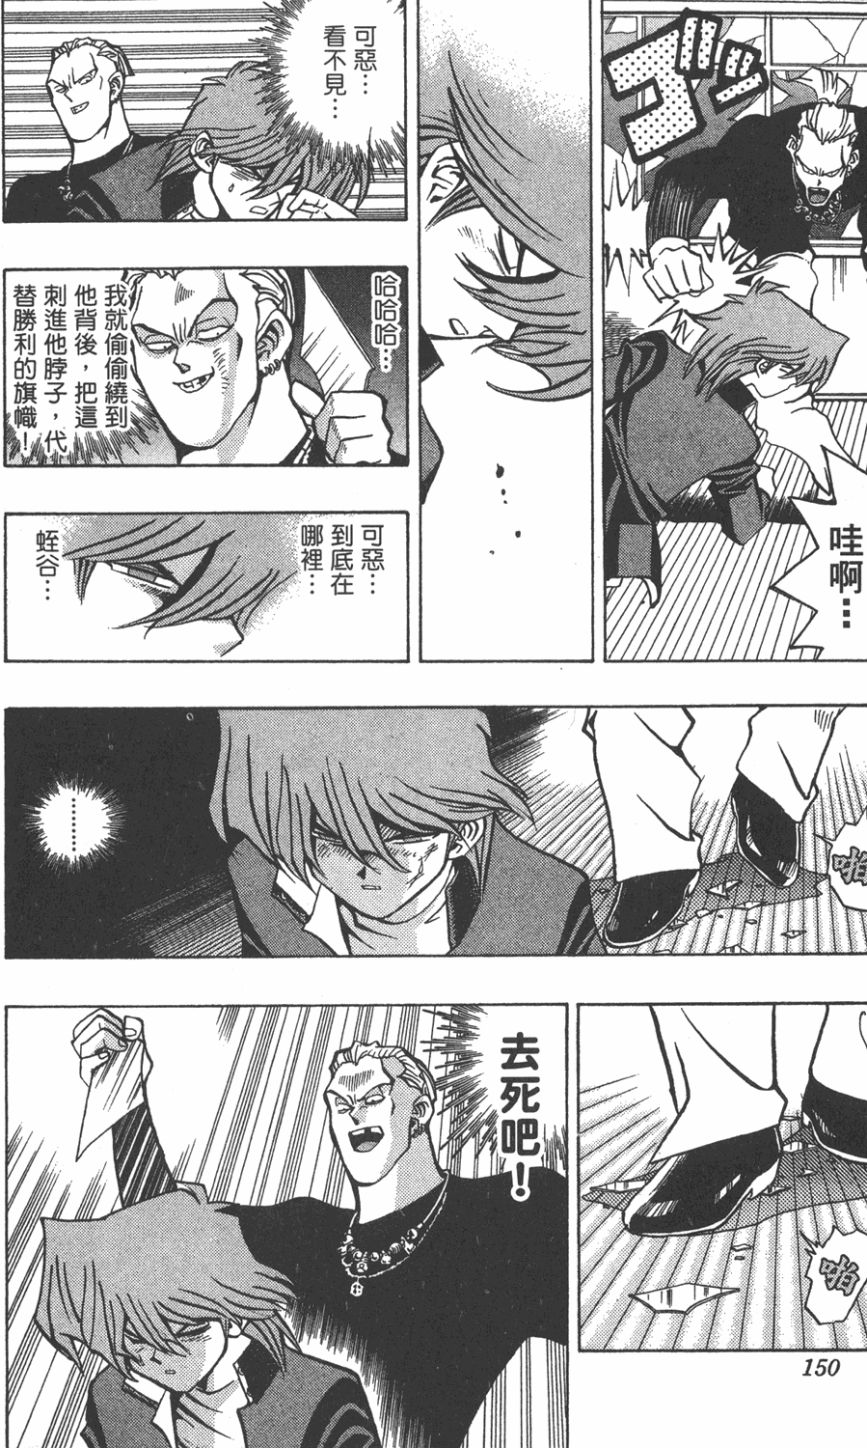 ゴッ
哇啊…
可惡…
看不見…
哈哈哈…
我就偷偷繞到
他背後，把這
刺進他脖子，代
替勝利的旗幟！
可惡…
到底在
哪裡…
蛭谷…
………
啪
啪
去死吧！
150